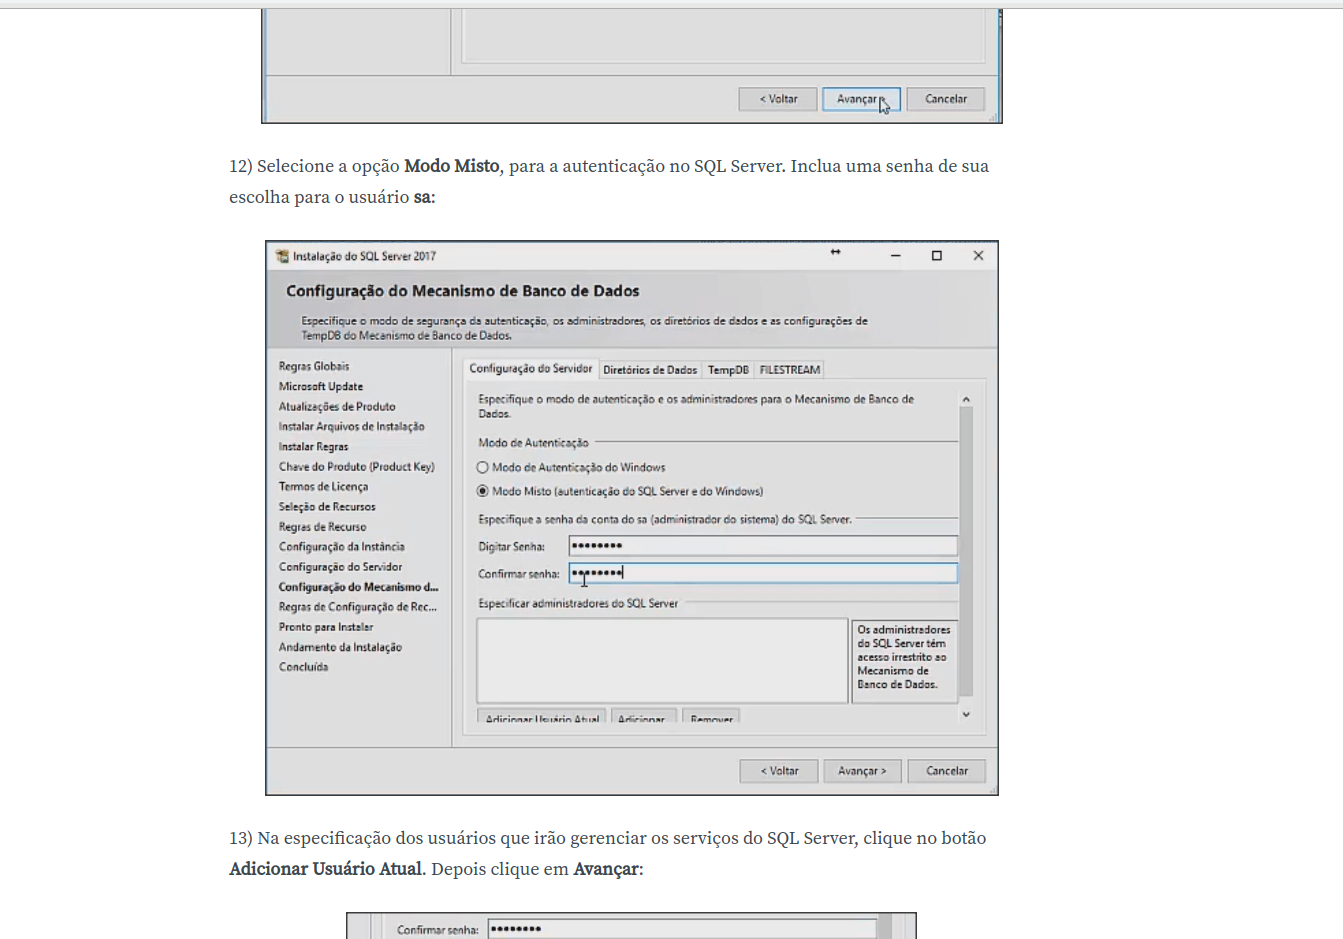 < Voltar
Avançar >
Cancelar
12) Selecione a opção Modo Misto, para a autenticação no SQL Server. Inclua uma senha de sua
escolha para o usuário sa:
Instalação do SQL Server 2017
Configuração do Mecanismo de Banco de Dados
Especifique o modo de segurança da autenticação, os administradores, os diretórios de dados e as configurações de
TempDB do Mecanismo de Banco de Dados.
Regras Globais
Microsoft Update
Atualizações de Produto
Instalar Arquivos de Instalação
Instalar Regras
Chave do Produto (Product Key)
Termos de Licença
Seleção de Recursos
Regras de Recurso
Configuração da Instância
Configuração do Servidor
Configuração do Mecanismo d...
Regras de Configuração de Rec...
Pronto para Instalar
Andamento da Instalação
Concluída
Configuração do Servidor
Diretórios de Dados
TempDB
FILESTREAM
Especifique o modo de autenticação e os administradores para o Mecanismo de Banco de
Dados.
Modo de Autenticação
Modo de Autenticação do Windows
Modo Misto (autenticação do SQL Server e do Windows)
Especifique a senha da conta do sa (administrador do sistema) do SQL Server.
Digitar Senha: ••••••••
Confirmar senha: ••••••••
Especificar administradores do SQL Server
Os administradores
do SQL Server têm
acesso irrestrito ao
Mecanismo de
Banco de Dados.
Adicionar Usuário Atual
Adicionar
Remover
< Voltar
Avançar >
Cancelar
13) Na especificação dos usuários que irão gerenciar os serviços do SQL Server, clique no botão
Adicionar Usuário Atual. Depois clique em Avançar:
Confirmar senha: ••••••••